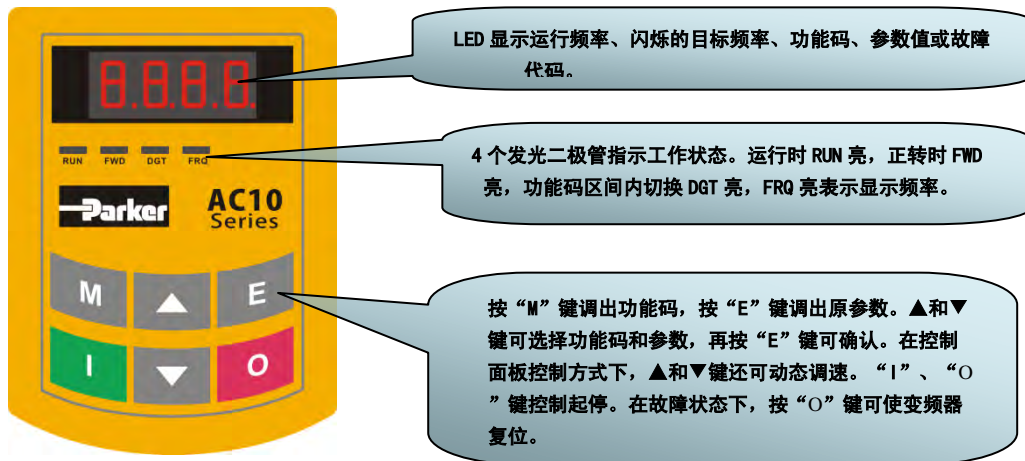 LED 显示运行频率、闪烁的目标频率、功能码、参数值或故障
代码。
8.8.8.8.
RUN FWD DGT FRQ
4 个发光二极管指示工作状态。运行时 RUN 亮，正转时 FWD
亮，功能码区间内切换 DGT 亮，FRQ 亮表示显示频率。
Parker
AC10
Series
M
▲
E
I
▼
O
按“M”键调出功能码，按“E”键调出原参数。▲和▼
键可选择功能码和参数，再按“E”键可确认。在控制
面板控制方式下，▲和▼键还可动态调速。“I”、“O
”键控制起停。在故障状态下，按“O”键可使变频器
复位。